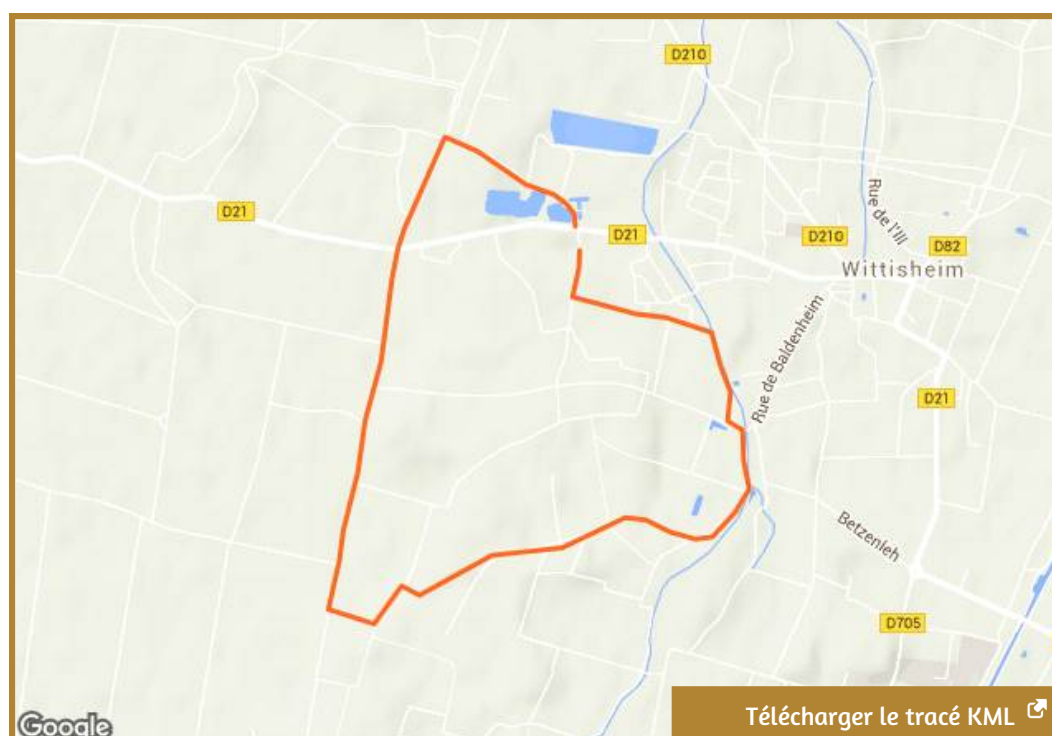 D210
D21
D21
D210
Rue de l'Ill
D82
Wittisheim
Rue de Baldenheim
D21
Betzenleh
D705
Google
Télécharger le tracé KML